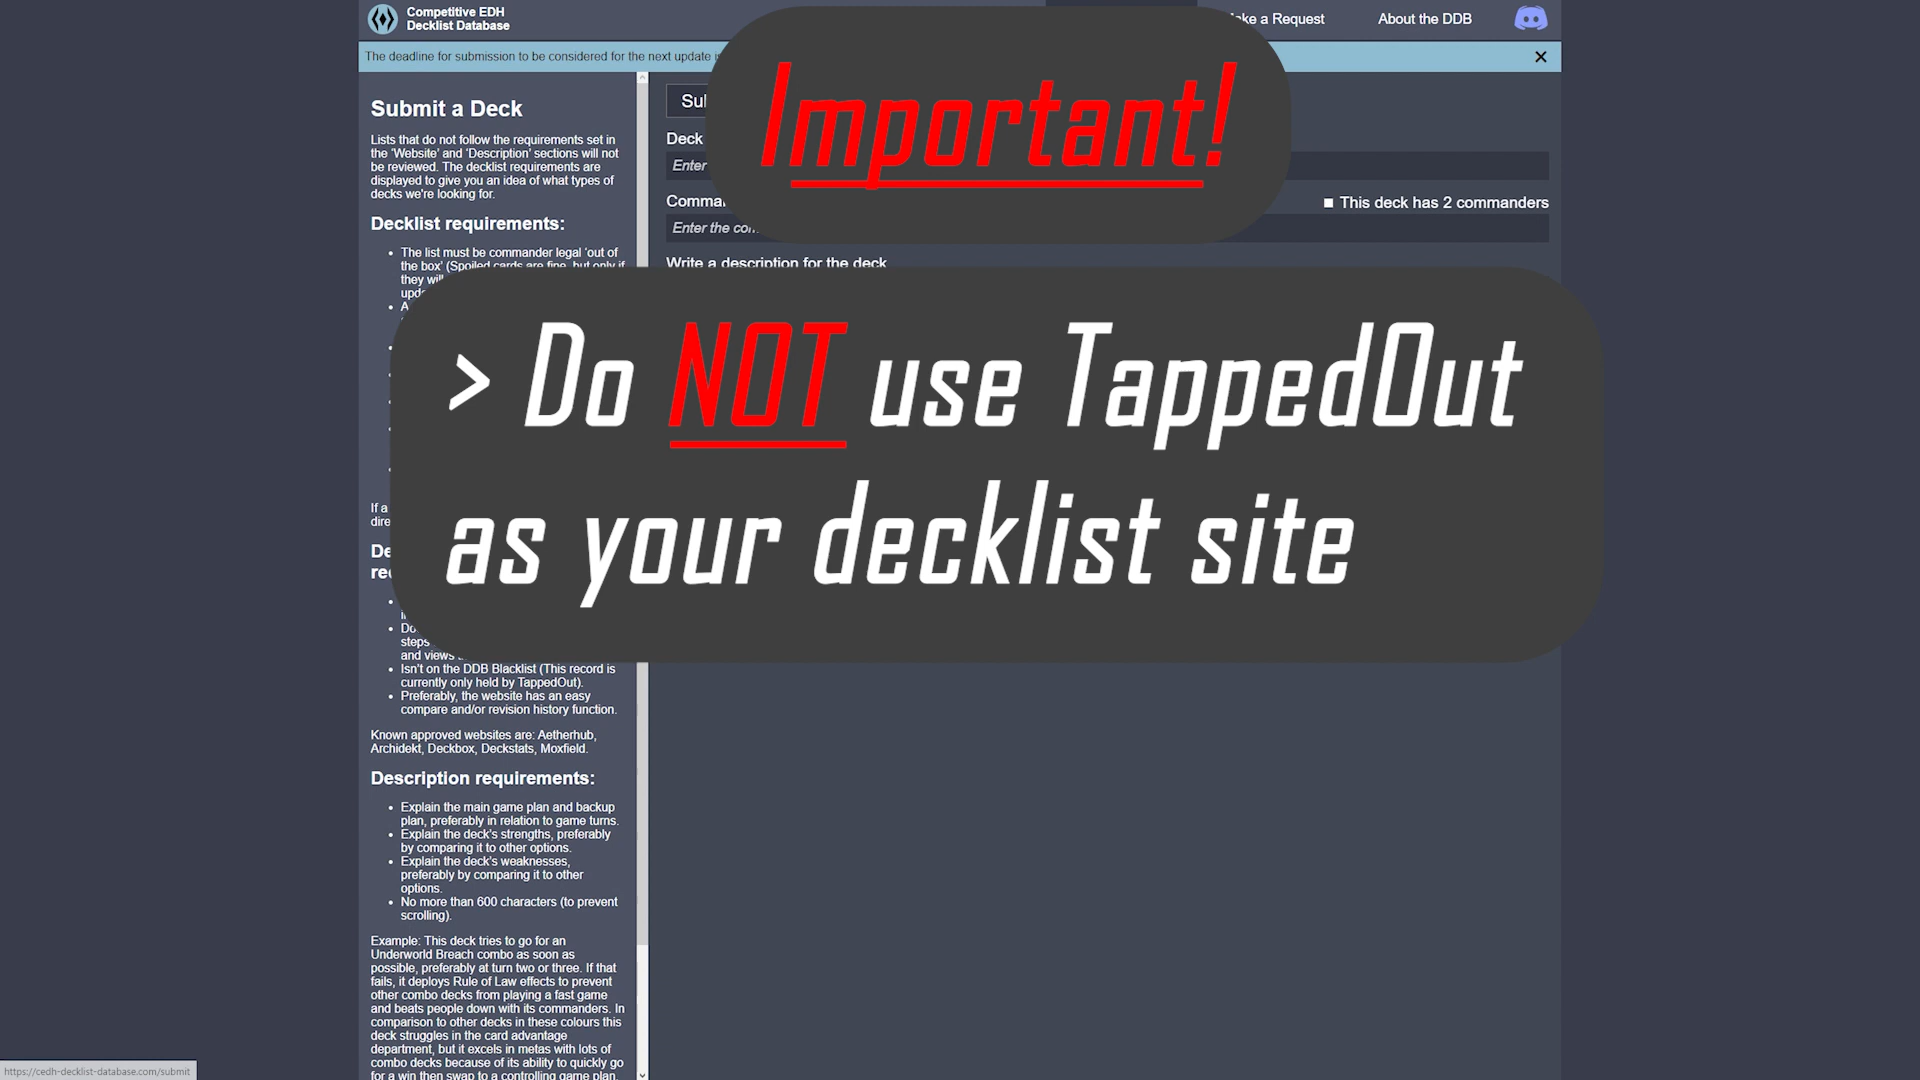 Competitive EDH
Decklist Database
ke a Request
About the DDB
The deadline for submission to be considered for the next update
Important!
Submit a Deck
Lists that do not follow the requirements set in
the 'Website' and 'Description' sections will not
be reviewed. The decklist requirements are
displayed to give you an idea of what types of
decks we're looking for.
Decklist requirements:
• The list must be commander legal 'out of
the box' (Spoiled cards are fine, but only if
they will
Deck
Enter
This deck has 2 commanders
Enter the
Write a description for the deck
> Do NOT use TappedOut
as your decklist site
If a
steps
and views
• Isn't on the DDB Blacklist (This record is
currently only held by TappedOut).
• Preferably, the website has an easy
compare and/or revision history function.
Known approved websites are: Aetherhub,
Archidekt, Deckbox, Deckstats, Moxfield.
Description requirements:
• Explain the main game plan and backup
plan, preferably in relation to game turns.
• Explain the deck's strengths, preferably
by comparing it to other options.
• Explain the deck's weaknesses,
preferably by comparing it to other
options.
• No more than 600 characters (to prevent
scrolling).
Example: This deck tries to go for an
Underworld Breach combo as soon as
possible, preferably at turn two or three. If that
fails, it deploys Rule of Law effects to prevent
other combo decks from playing a fast game
and beats people down with its commanders. In
comparison to other decks in these colours this
deck struggles in the card advantage
department, but it excels in metas with lots of
combo decks because of its ability to quickly go
for a win then swap to a controlling game plan.
https://cedh-decklist-database.com/submit